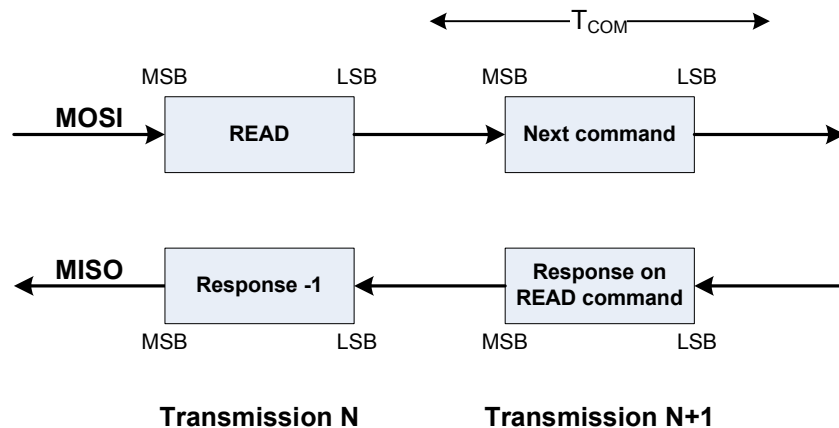 T_COM
MSB LSB MSB LSB
MOSI READ Next command
MISO Response -1 Response on
READ command
MSB LSB MSB LSB
Transmission N Transmission N+1